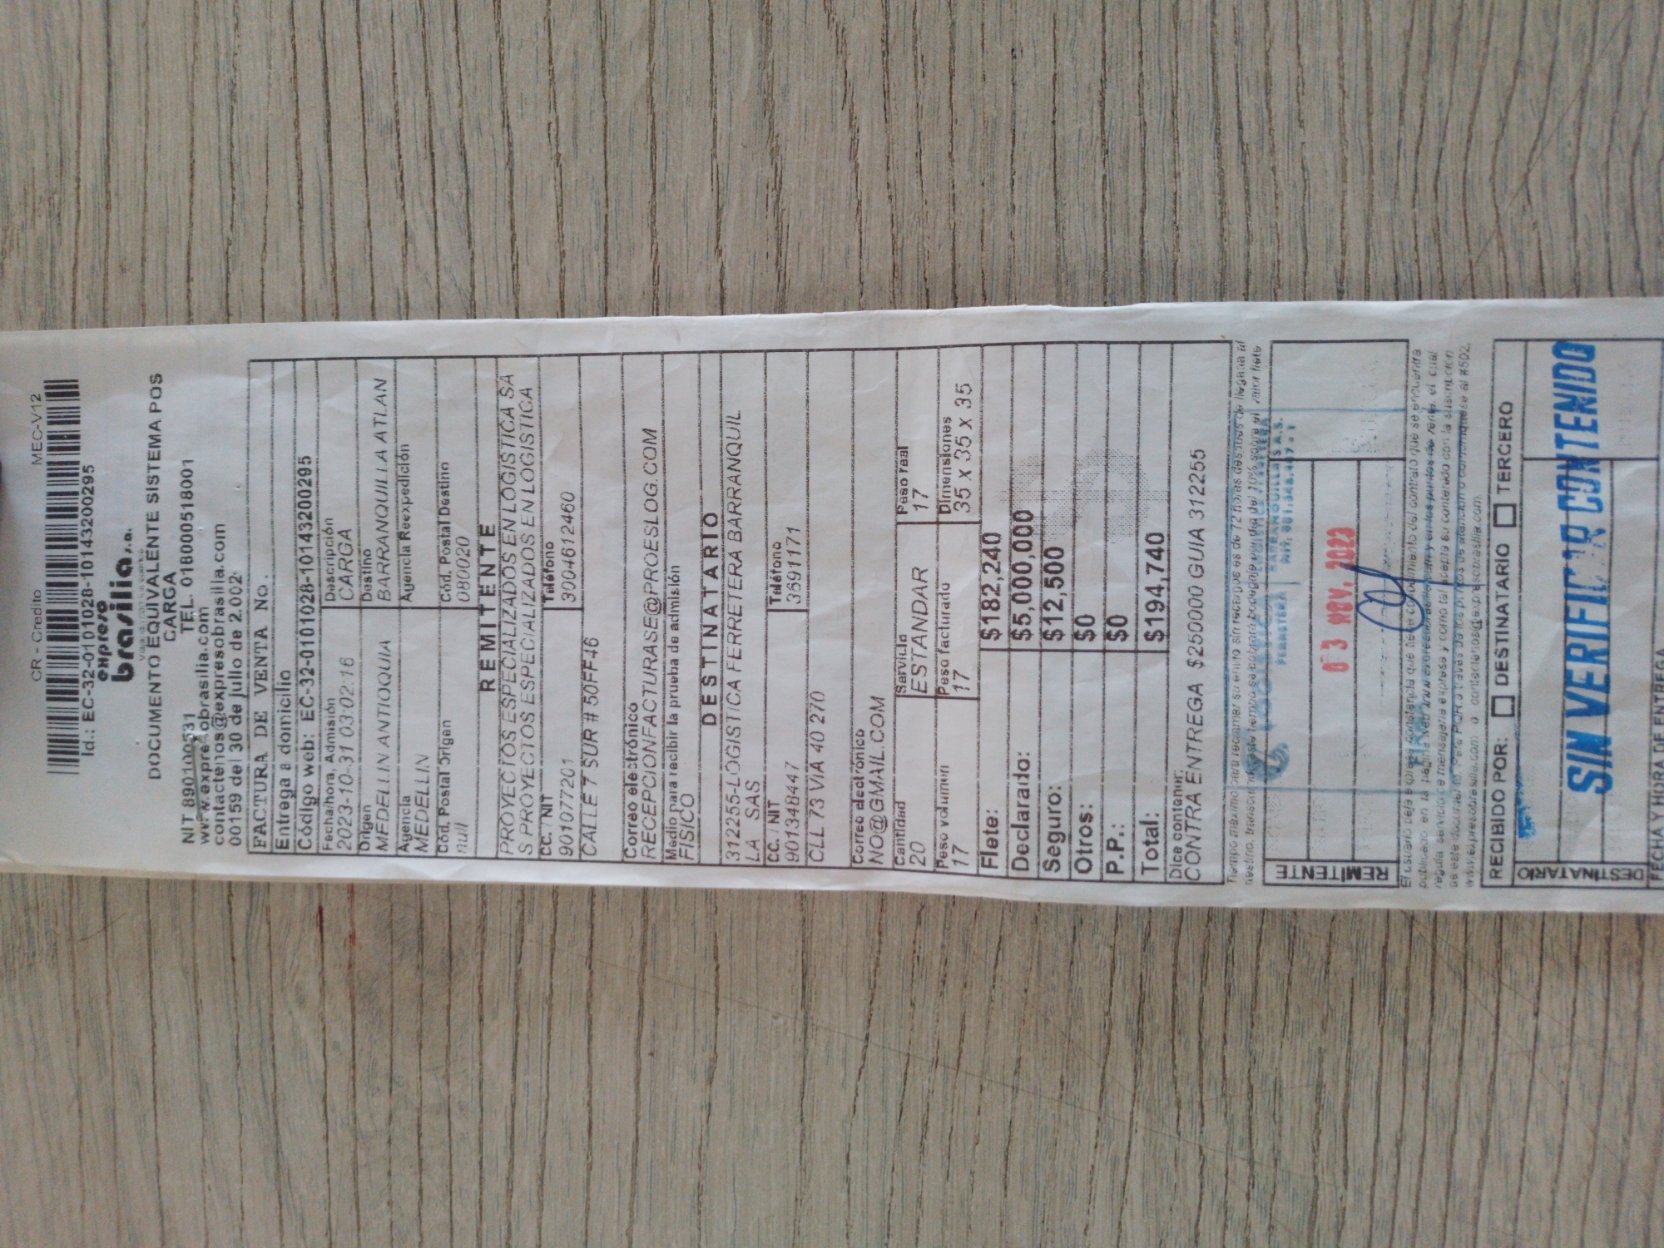 CR - Credito MEC-V12
Id.: EC-32-0101028-1014320​0295
expreso
brasilia s.a.
DOCUMENTO EQUIVALENTE SISTEMA POS
CARGA
NIT 890100531 TEL. 018000518001
www.expresobrasilia.com
contactenos@expresobrasilia.com
00159 del 30 de julio de 2.002
FACTURA DE VENTA No.
Entrega a domicilio
Código web: EC-32-0101028-1014320​0295
Fecha/hora, Admisión Descripción
2023-10-31 03:02:16 CARGA
Origen Destino
MEDELLIN ANTIOQUIA BARRANQUILLA ATLAN
Agencia Agencia Reexpedición
MEDELLIN
Cód. Postal Origen Cód. Postal Destino
null 080020
REMITENTE
PROYECTOS ESPECIALIZADOS EN LOGISTICA SA
S PROYECTOS ESPECIALIZADOS EN LOGISTICA
CC. NIT Teléfono
901077201 3004612460
CALLE 7 SUR # 50FF46
Correo electrónico
RECEPCIONFACTURASE@PROESLOG.COM
Medio para recibir la prueba de admisión
FISICO
DESTINATARIO
312255-LOGISTICA FERRETERA BARRANQUIL
LA SAS
CC. / NIT Teléfono
901348447 3691171
CLL 73 VIA 40 270
Correo electrónico
NO@GMAIL.COM
Cantidad Servicio Peso real
20 ESTANDAR 17
Peso volumen Peso facturado Dimensiones
17 17 35 x 35 x 35
Flete: $182,240
Declarado: $5,000,000
Seguro: $12,500
Otros: $0
P.P.: $0
Total: $194,740
Dice contener:
CONTRA ENTREGA $250000 GUIA 312255
REMITENTE
03 NOV. 2023
RECIBIDO POR: DESTINATARIO TERCERO
DESTINATARIO
SIN VERIFICAR CONTENIDO
FECHA Y HORA DE ENTREGA